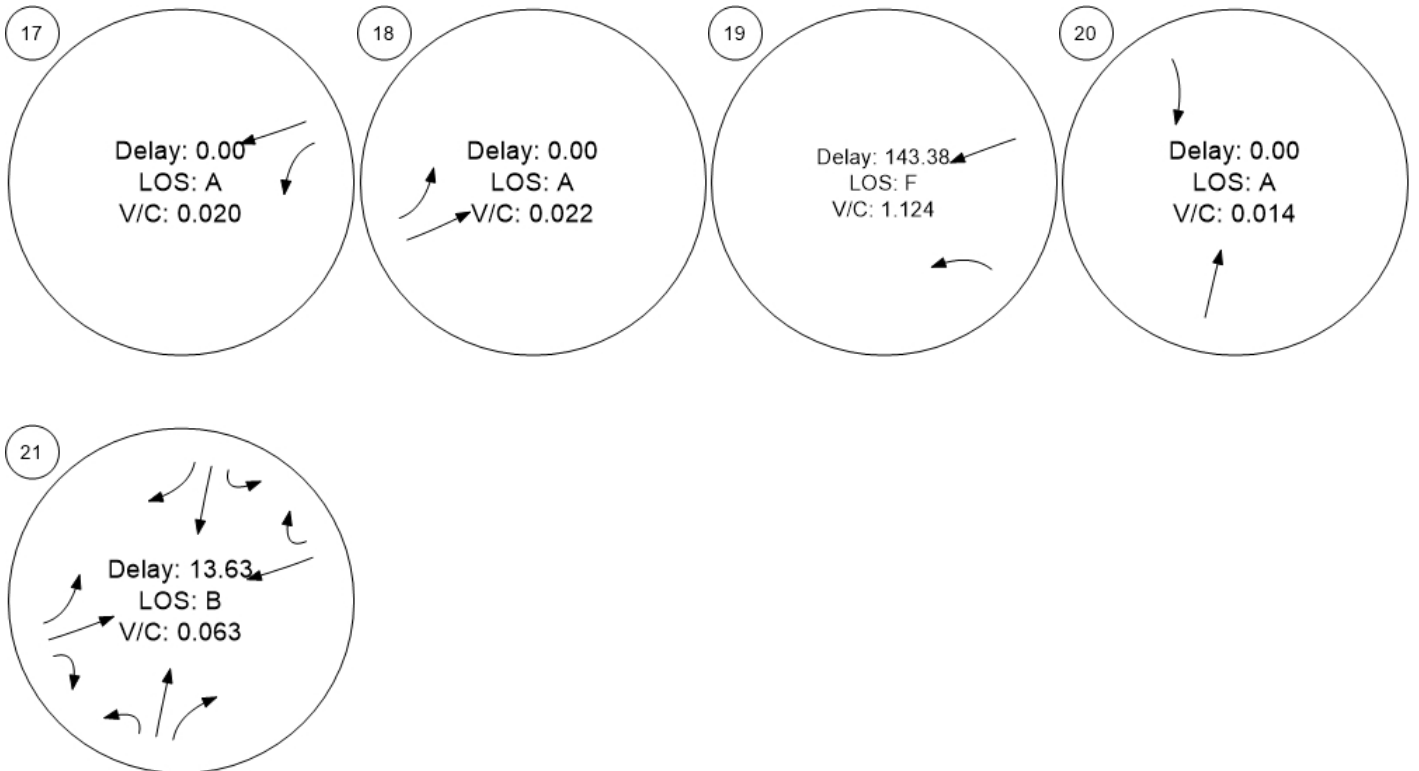 17
Delay: 0.00
LOS: A
V/C: 0.020
18
Delay: 0.00
LOS: A
V/C: 0.022
19
Delay: 143.38
LOS: F
V/C: 1.124
20
Delay: 0.00
LOS: A
V/C: 0.014
21
Delay: 13.63
LOS: B
V/C: 0.063